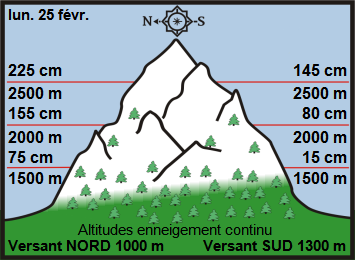 lun. 25 févr.
N S
225 cm 145 cm
2500 m 2500 m
155 cm 80 cm
2000 m 2000 m
75 cm 15 cm
1500 m 1500 m
Altitudes enneigement continu
Versant NORD 1000 m Versant SUD 1300 m